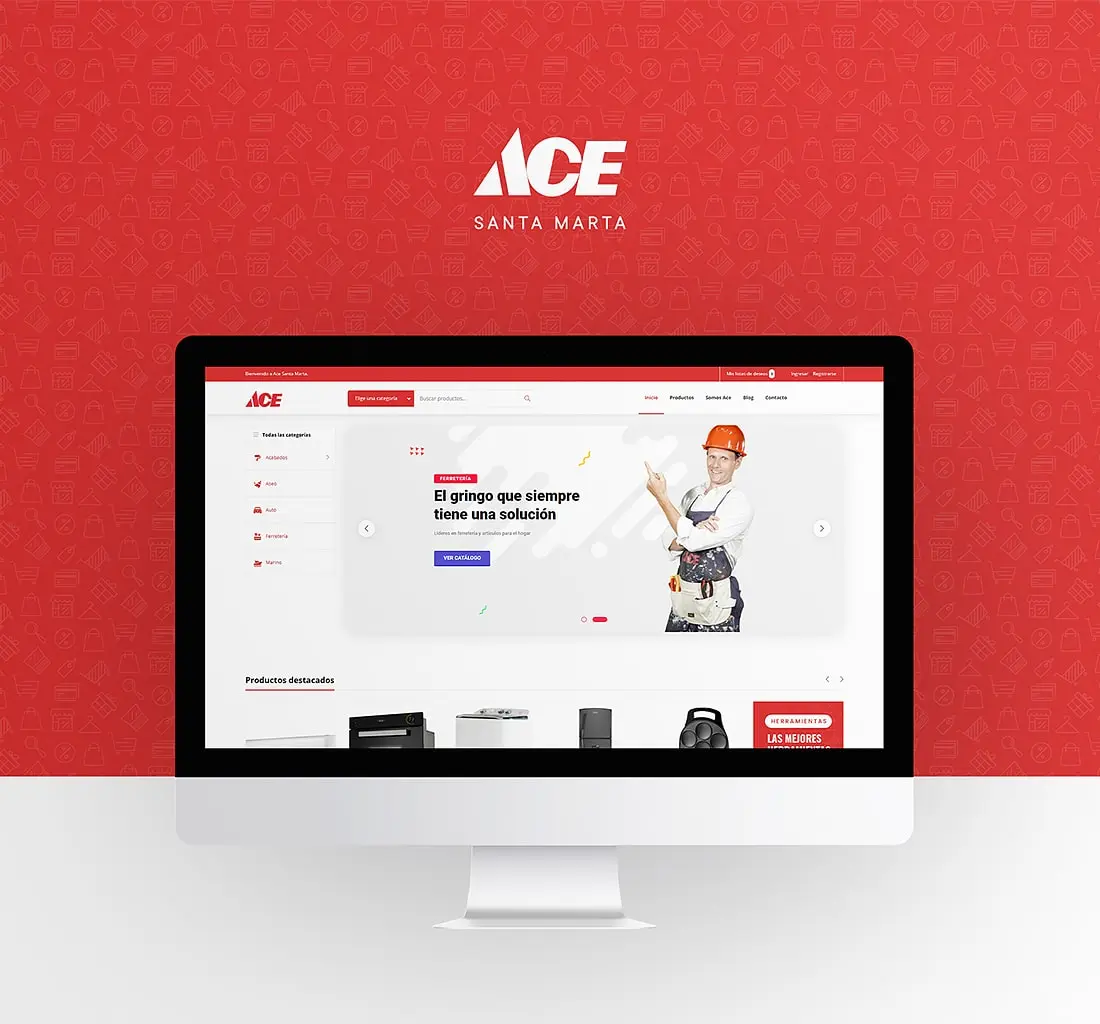 ACE
SANTA MARTA
Bienvenido a Ace Santa Marta.
Mis listas de deseos 0
Ingresar
Registrarse
ACE
Elige una categoría
Buscar productos...
Inicio
Productos
Somos Ace
Blog
Contacto
Todas las categorías
Acabados
Aseo
Auto
Ferretería
Marino
FERRETERÍA
El gringo que siempre
tiene una solución
Líderes en ferretería y artículos para el hogar
VER CATÁLOGO
ACE
Productos destacados
HERRAMIENTAS
LAS MEJORES
HERRAMIENTAS